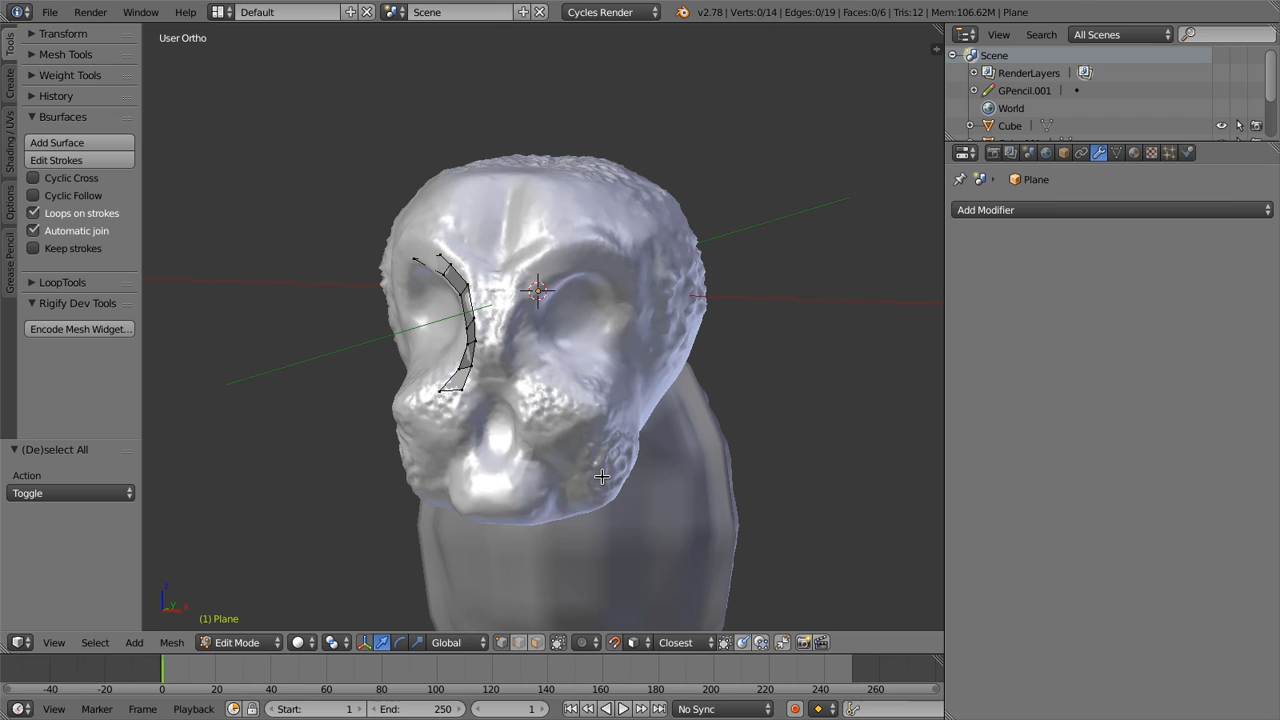 File Render Window Help Default Scene Cycles Render v2.78 | Verts:0/14 | Edges:0/19 | Faces:0/6 | Tris:12 | Mem:106.62M | Plane
Tools
Create
Shading / UVs
Options
Grease Pencil
Transform
Mesh Tools
Weight Tools
History
Bsurfaces
Add Surface
Edit Strokes
Cyclic Cross
Cyclic Follow
Loops on strokes
Automatic join
Keep strokes
LoopTools
Rigify Dev Tools
Encode Mesh Widget...
(De)select All
Action
Toggle
User Ortho
z
y
x
(1) Plane
View Search All Scenes
Scene
RenderLayers
GPencil.001
World
Cube
Plane
Add Modifier
View Select Add Mesh Edit Mode Global Closest
-40 -20 0 20 40 60 80 100 120 140 160 180 200 220 240 260
View Marker Frame Playback Start: 1 End: 250 1 No Sync